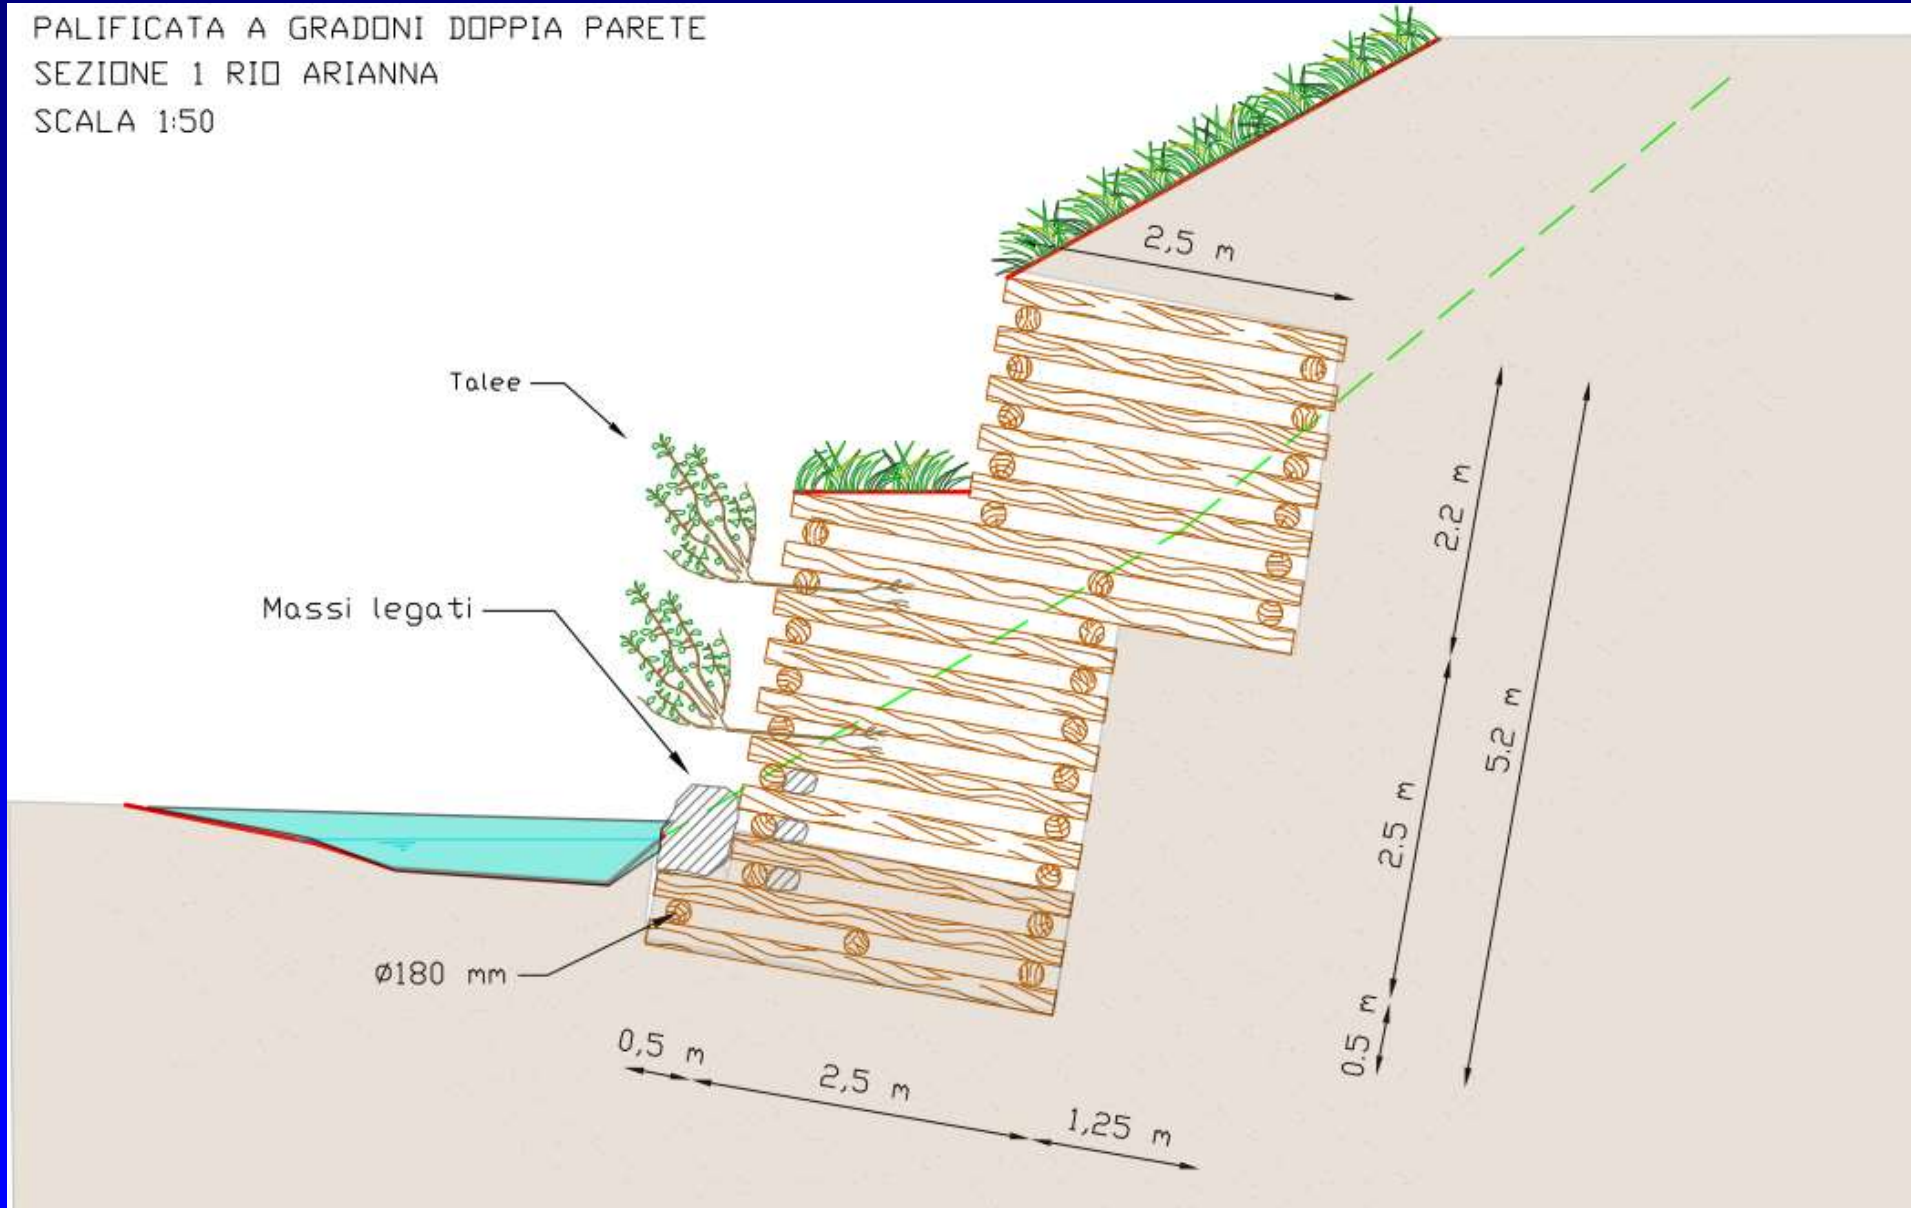 PALIFICATA A GRADONI DOPPIA PARETE
SEZIONE 1 RIO ARIANNA
SCALA 1:50
2,5 m
Talee
2.2 m
Massi legati
5.2 m
2.5 m
Ø180 mm
0.5 m
0,5 m
2,5 m
1,25 m